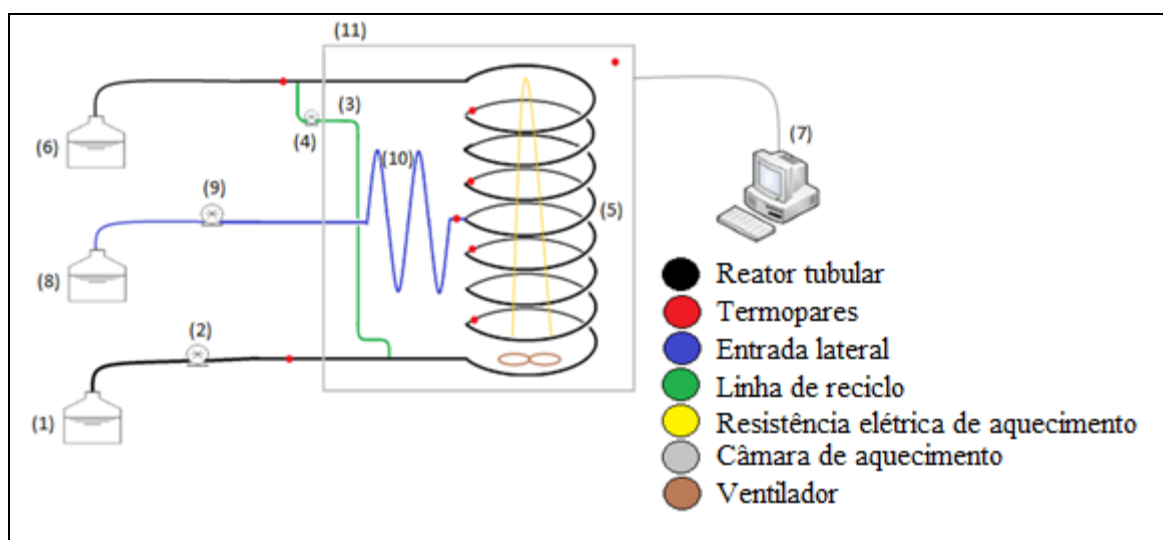 (11)
(3)
(4)
(7)
(6)
(10)
(9)
(5)
(8)
(2)
(1)
Reator tubular
Termopares
Entrada lateral
Linha de reciclo
Resistência elétrica de aquecimento
Câmara de aquecimento
Ventilador